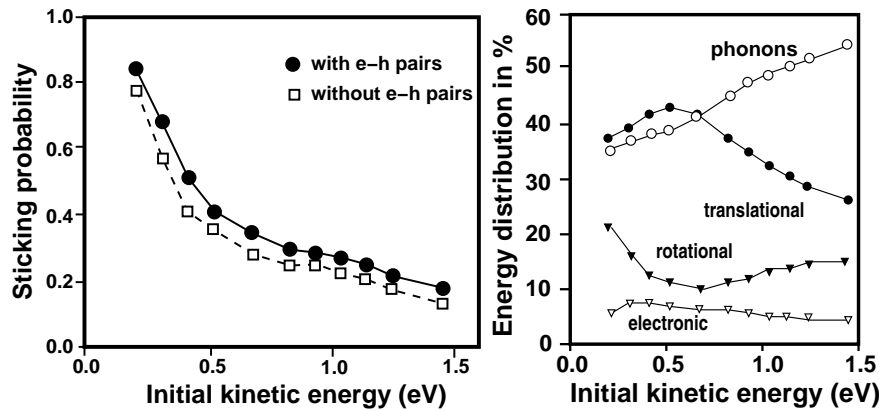 Sticking probability
1.0
0.8
0.6
0.4
0.2
0.0
with e−h pairs
without e−h pairs
0.0 0.5 1.0 1.5
Initial kinetic energy (eV)
Energy distribution in %
60
50
40
30
20
10
0
phonons
translational
rotational
electronic
0.0 0.5 1.0 1.5
Initial kinetic energy (eV)